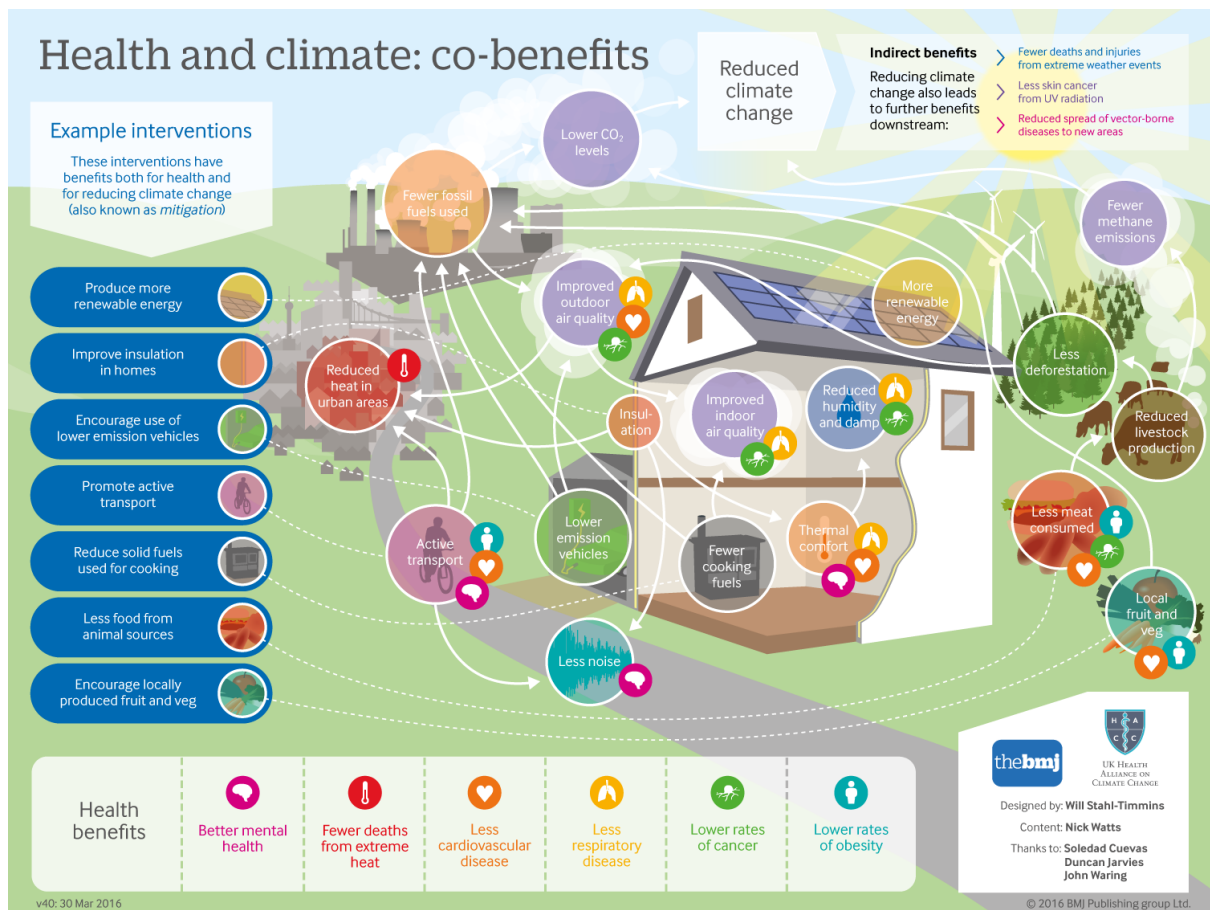 Health and climate: co-benefits
Reduced
climate
change
Indirect benefits
Reducing climate
change also leads
to further benefits
downstream:
Fewer deaths and injuries
from extreme weather events
Less skin cancer
from UV radiation
Reduced spread of vector-borne
diseases to new areas
Example interventions
These interventions have
benefits both for health and
for reducing climate change
(also known as mitigation)
Produce more
renewable energy
Improve insulation
in homes
Encourage use of
lower emission vehicles
Promote active
transport
Reduce solid fuels
used for cooking
Less food from
animal sources
Encourage locally
produced fruit and veg
Lower CO₂
levels
Fewer fossil
fuels used
Fewer
methane
emissions
Improved
outdoor
air quality
More
renewable
energy
Reduced
heat in
urban areas
Insul-
ation
Improved
indoor
air quality
Reduced
humidity
and damp
Less
deforestation
Reduced
livestock
production
Active
transport
Lower
emission
vehicles
Fewer
cooking
fuels
Thermal
comfort
Less meat
consumed
Local
fruit and
veg
Less noise
Health
benefits
Better mental
health
Fewer deaths
from extreme
heat
Less
cardiovascular
disease
Less
respiratory
disease
Lower rates
of cancer
Lower rates
of obesity
thebmj
H A
C C
UK Health
Alliance on
Climate Change
Designed by: Will Stahl-Timmins
Content: Nick Watts
Thanks to: Soledad Cuevas
Duncan Jarvies
John Waring
v40: 30 Mar 2016
© 2016 BMJ Publishing group Ltd.